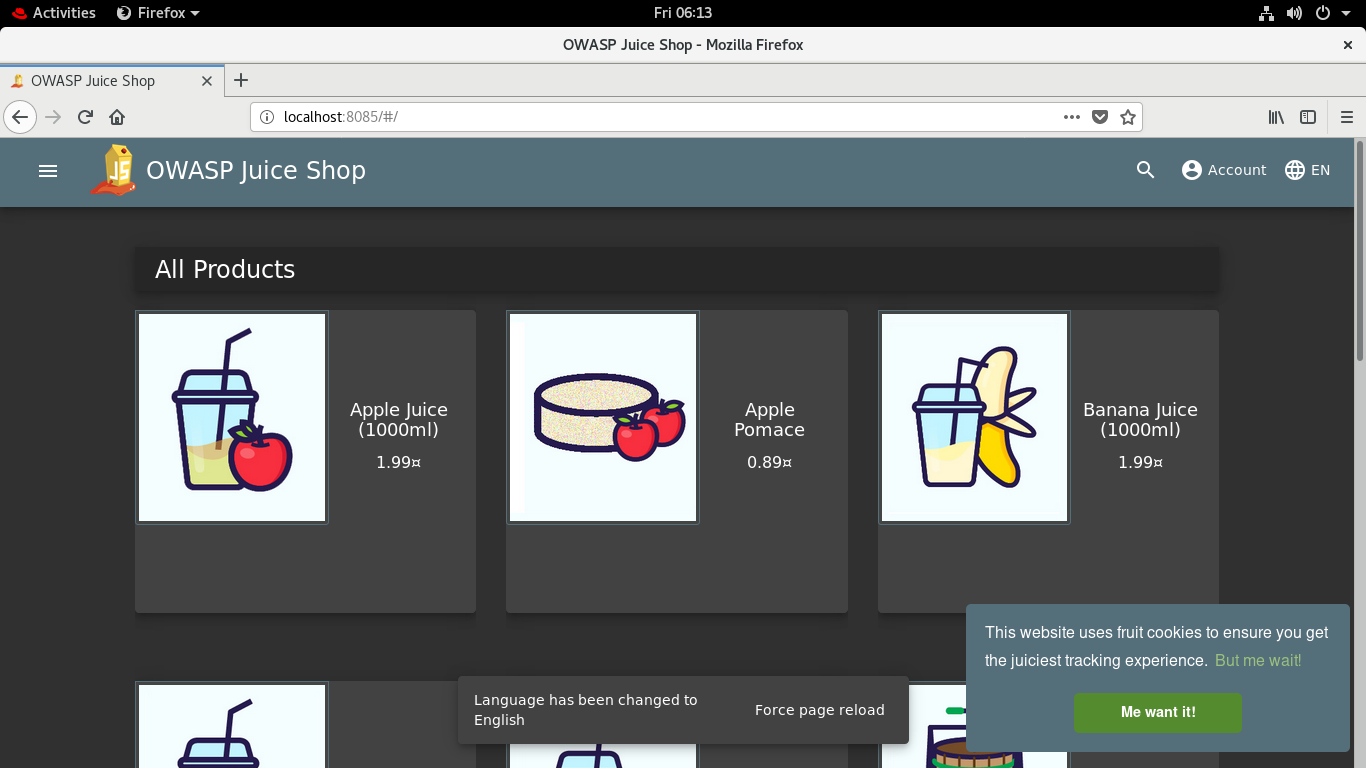 Activities Firefox Fri 06:13
OWASP Juice Shop - Mozilla Firefox
OWASP Juice Shop
localhost:8085/#/
JS OWASP Juice Shop Account EN
All Products
Apple Juice
(1000ml)
1.99¤
Apple
Pomace
0.89¤
Banana Juice
(1000ml)
1.99¤
This website uses fruit cookies to ensure you get
the juiciest tracking experience. But me wait!
Me want it!
Language has been changed to
English
Force page reload